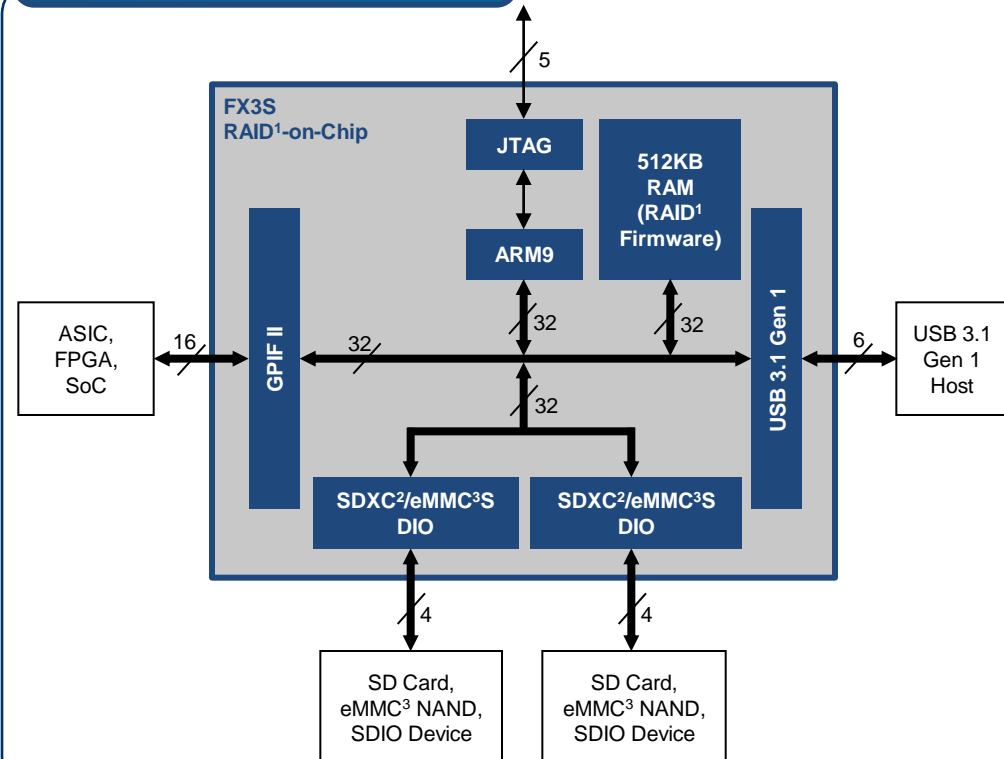 5
FX3S
RAID¹-on-Chip
JTAG
512KB
RAM
(RAID¹
Firmware)
ARM9
GPIF II
USB 3.1 Gen 1
ASIC,
FPGA,
SoC
16
32
32
32
6
USB 3.1
Gen 1
Host
32
SDXC²/eMMC³S
DIO
SDXC²/eMMC³S
DIO
4
4
SD Card,
eMMC³ NAND,
SDIO Device
SD Card,
eMMC³ NAND,
SDIO Device